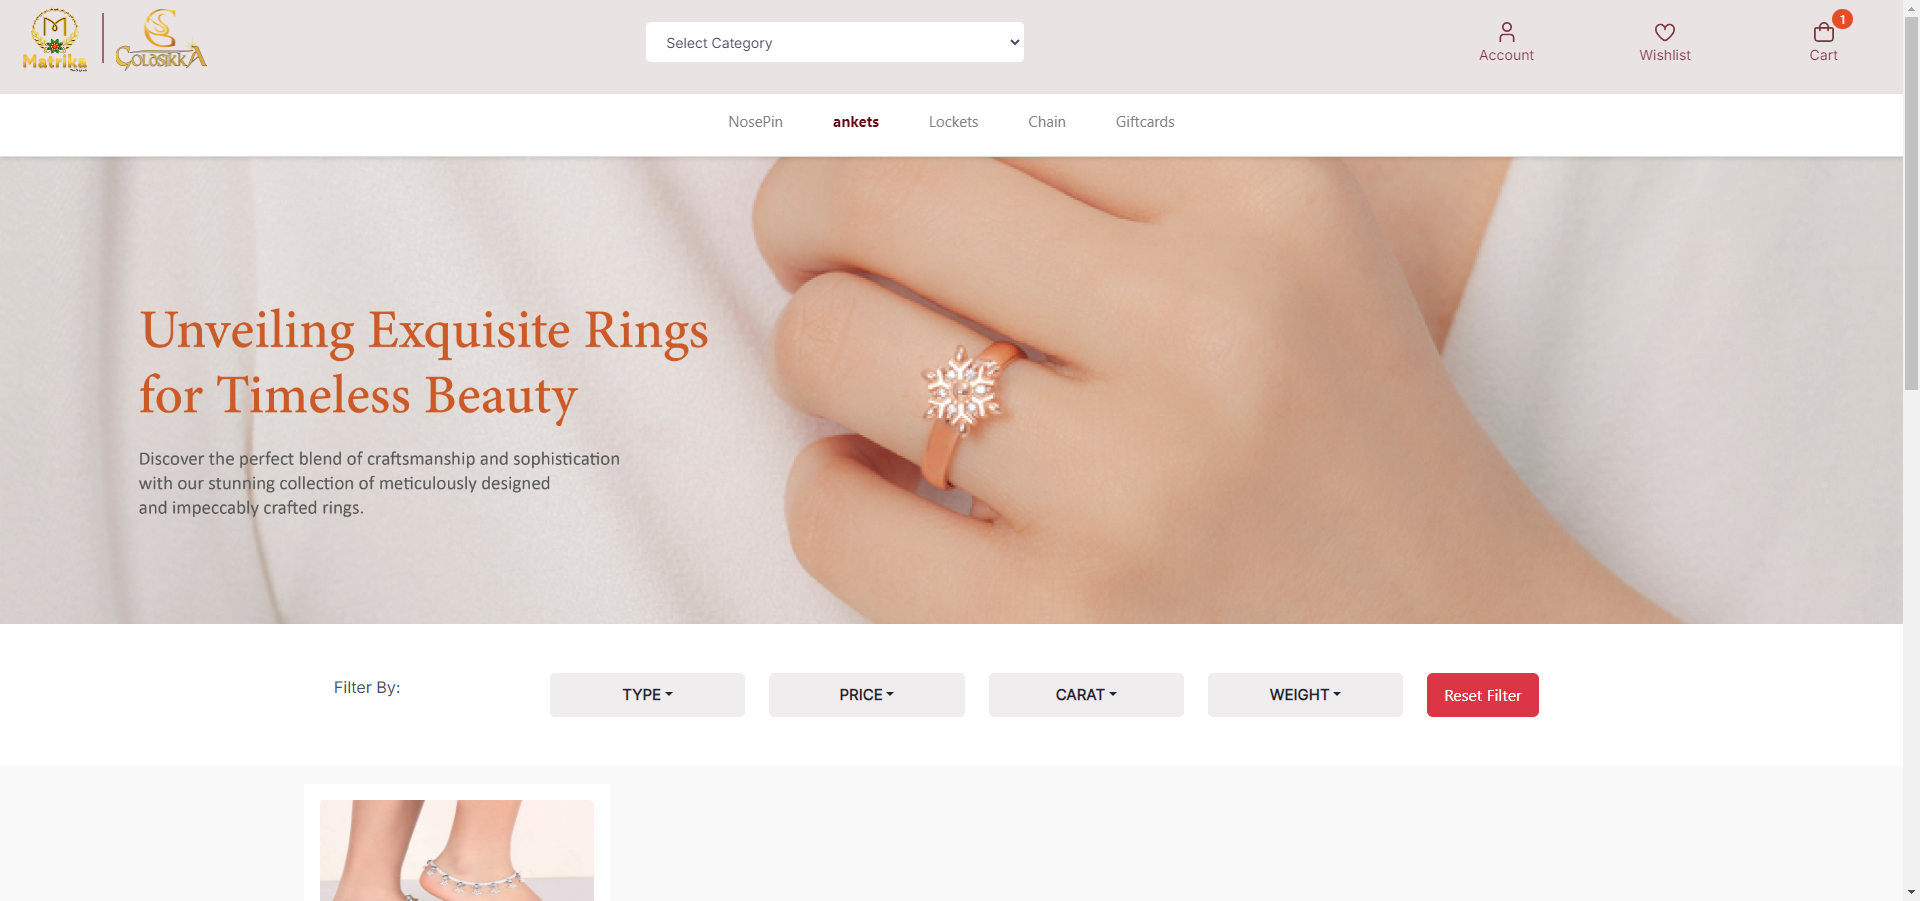 Matrika
GOLDSIKKA
Select Category
Account
Wishlist
1
Cart
NosePin
ankets
Lockets
Chain
Giftcards
Unveiling Exquisite Rings
for Timeless Beauty
Discover the perfect blend of craftsmanship and sophistication
with our stunning collection of meticulously designed
and impeccably crafted rings.
Filter By:
TYPE
PRICE
CARAT
WEIGHT
Reset Filter